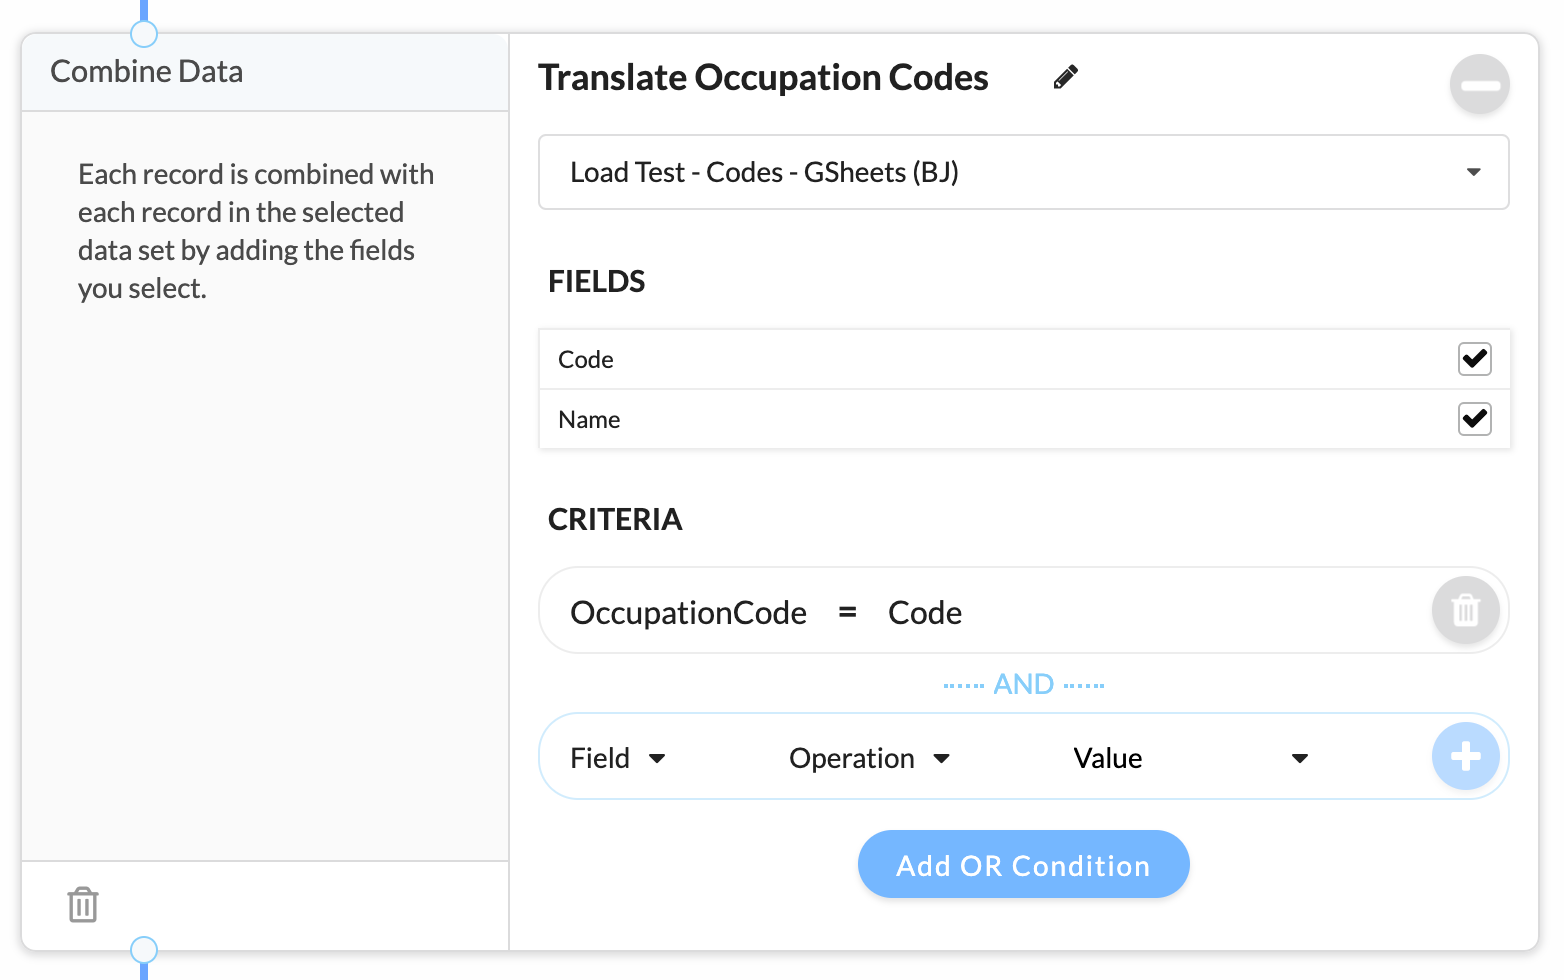 Combine Data
Each record is combined with
each record in the selected
data set by adding the fields
you select.
Translate Occupation Codes
Load Test - Codes - GSheets (BJ)
FIELDS
Code
Name
CRITERIA
OccupationCode = Code
AND
Field Operation Value
Add OR Condition